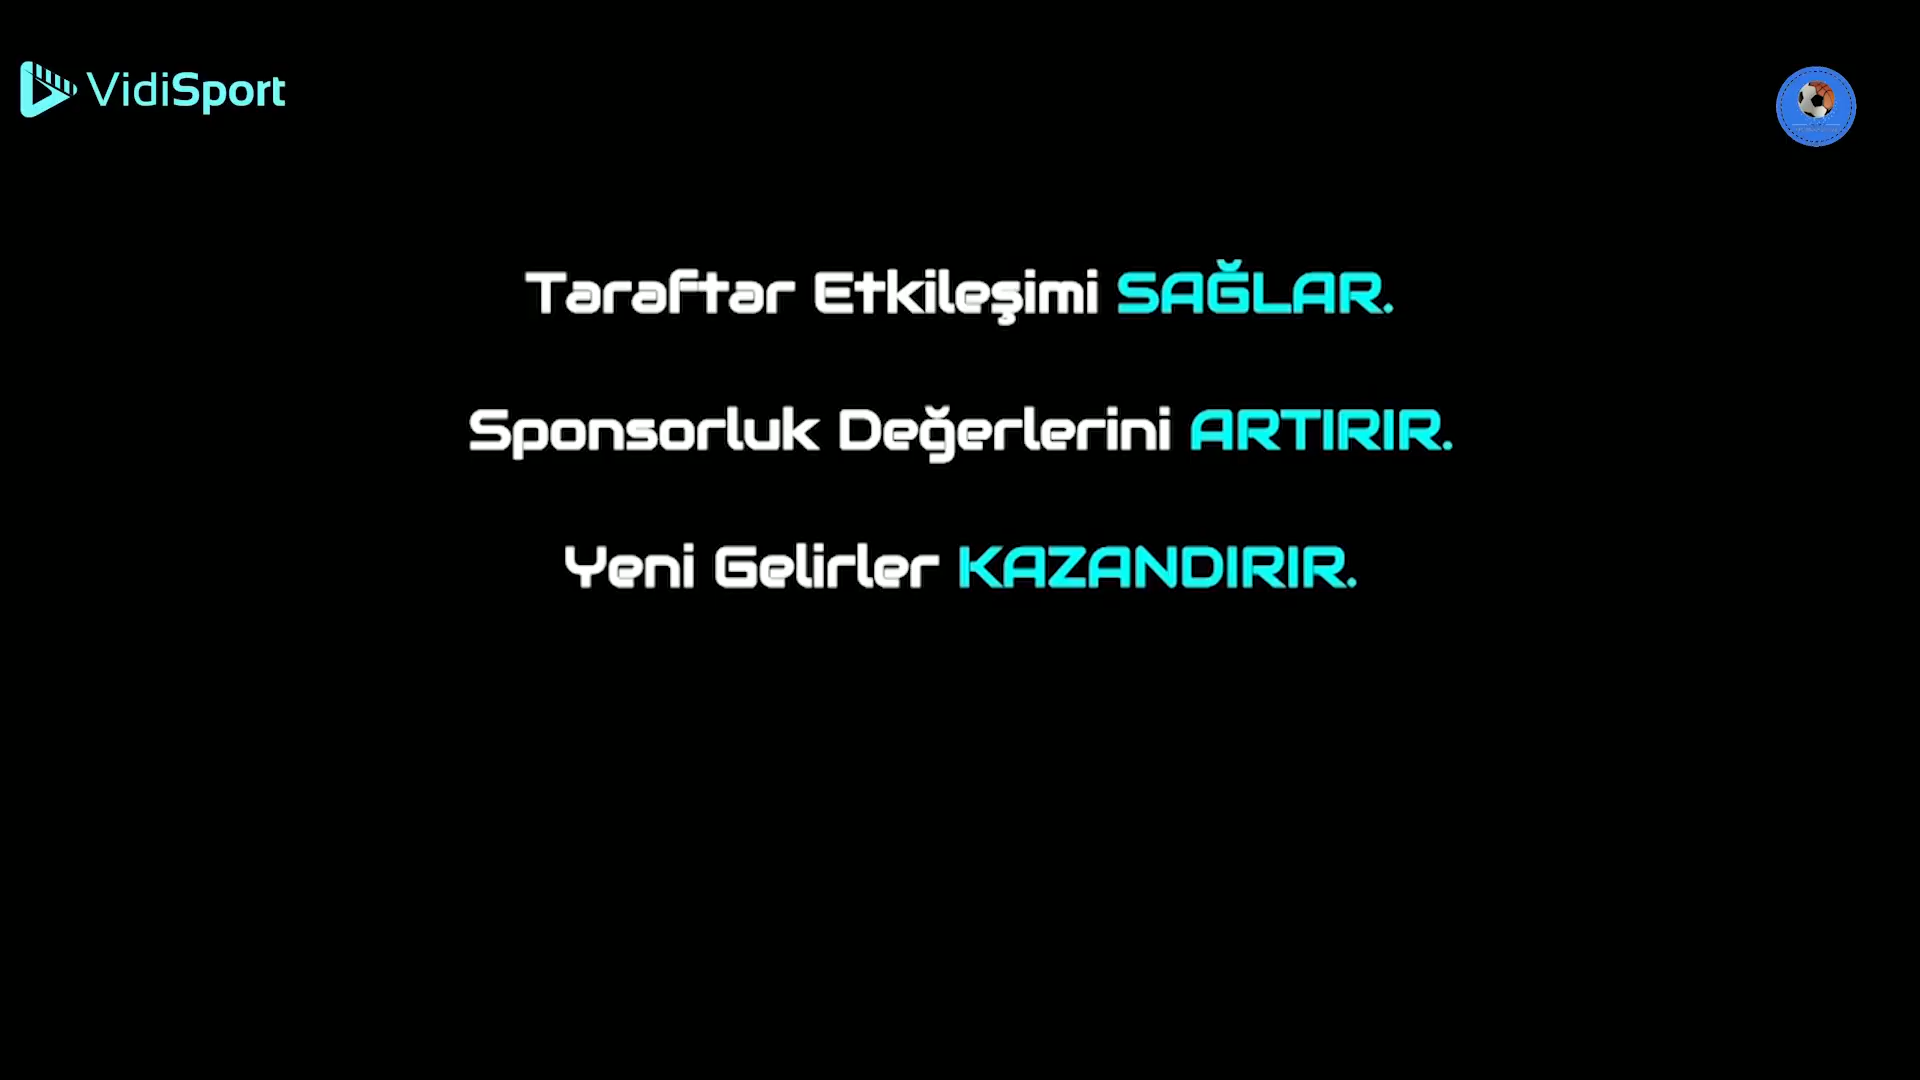 VidiSport
Taraftar Etkileşimi SAĞLAR.
Sponsorluk Değerlerini ARTIRIR.
Yeni Gelirler KAZANDIRIR.